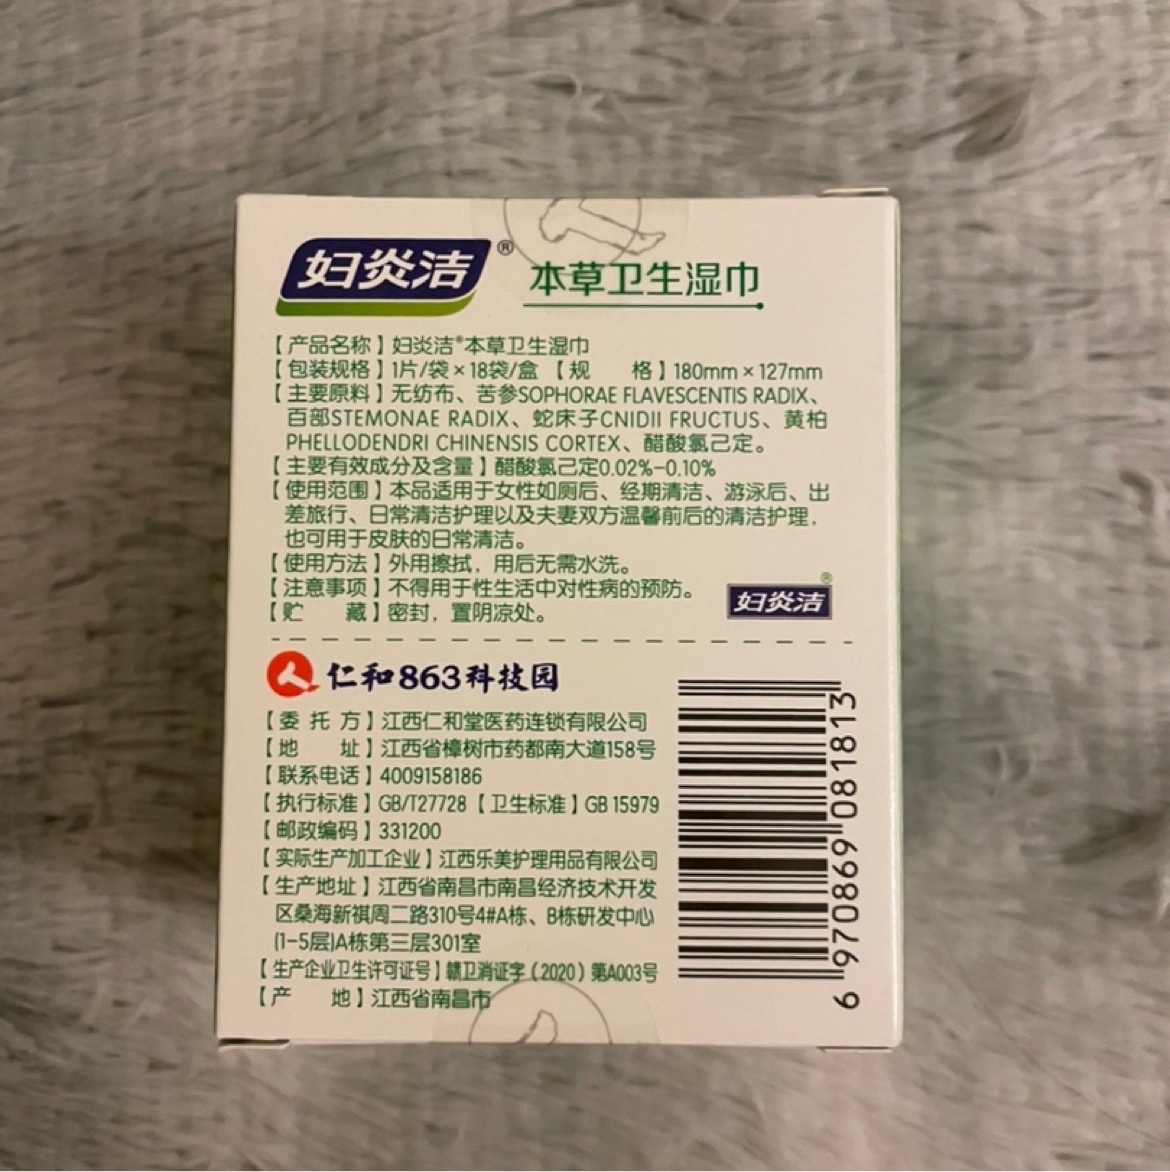 妇炎洁®
本草卫生湿巾
【产品名称】妇炎洁®本草卫生湿巾
【包装规格】1片/袋×18袋/盒【规 格】180mm×127mm
【主要原料】无纺布、苦参SOPHORAE FLAVESCENTIS RADIX、
百部STEMONAE RADIX、蛇床子CNIDII FRUCTUS、黄柏
PHELLODENDRI CHINENSIS CORTEX、醋酸氯己定。
【主要有效成分及含量】醋酸氯己定0.02%-0.10%
【使用范围】本品适用于女性如厕后、经期清洁、游泳后、出
差旅行、日常清洁护理以及夫妻双方温馨前后的清洁护理，
也可用于皮肤的日常清洁。
【使用方法】外用擦拭，用后无需水洗。
【注意事项】不得用于性生活中对性病的预防。
【贮 藏】密封，置阴凉处。
妇炎洁®
仁和863科技园
【委托方】江西仁和堂医药连锁有限公司
【地 址】江西省樟树市药都南大道158号
【联系电话】4009158186
【执行标准】GB/T27728【卫生标准】GB 15979
【邮政编码】331200
【实际生产加工企业】江西乐美护理用品有限公司
【生产地址】江西省南昌市南昌经济技术开发
区桑海新祺周二路310号4#A栋、B栋研发中心
(1-5层)A栋第三层301室
【生产企业卫生许可证号】赣卫消证字（2020）第A003号
【产 地】江西省南昌市
6 970869 081813